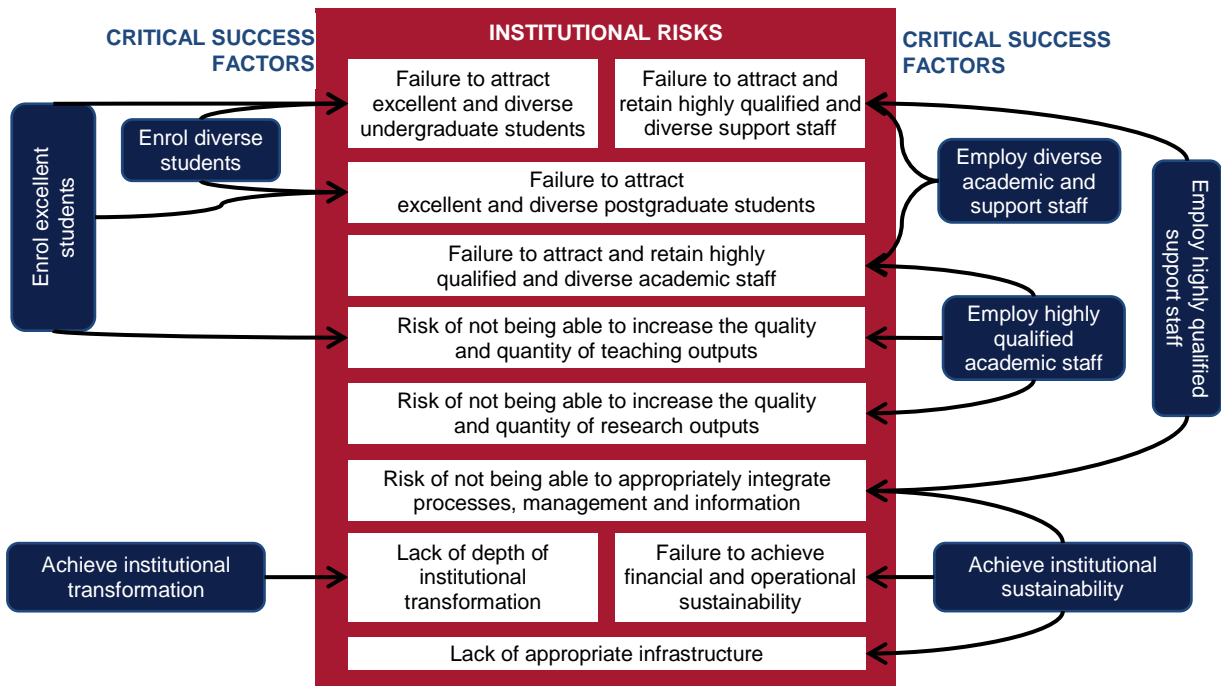 CRITICAL SUCCESS
FACTORS
INSTITUTIONAL RISKS
CRITICAL SUCCESS
FACTORS
Failure to attract
excellent and diverse
undergraduate students
Failure to attract and
retain highly qualified and
diverse support staff
Enrol diverse
students
Enrol excellent
students
Employ diverse
academic and
support staff
Employ highly qualified
support staff
Failure to attract
excellent and diverse postgraduate students
Failure to attract and retain highly
qualified and diverse academic staff
Risk of not being able to increase the quality
and quantity of teaching outputs
Employ highly
qualified
academic staff
Risk of not being able to increase the quality
and quantity of research outputs
Risk of not being able to appropriately integrate
processes, management and information
Achieve institutional
transformation
Lack of depth of
institutional
transformation
Failure to achieve
financial and operational
sustainability
Achieve institutional
sustainability
Lack of appropriate infrastructure